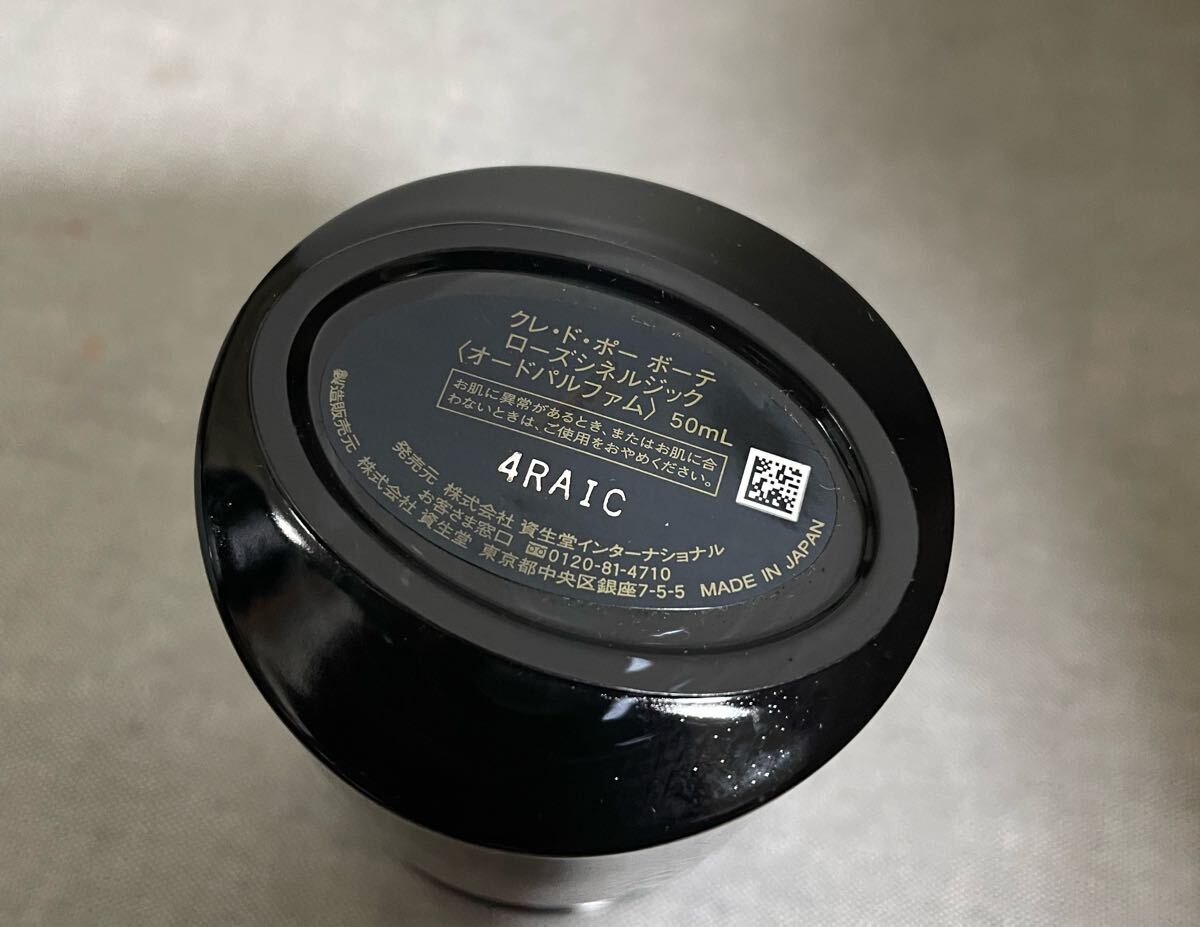 クレ・ド・ポー ボーテ
ローズシネルジック
〈オードパルファム〉 50mL
お肌に異常があるとき、またはお肌に合
わないときは、ご使用をおやめください。
4RAIC
発売元 株式会社 資生堂インターナショナル
お客さま窓口 0120-81-4710
製造販売元 株式会社 資生堂 東京都中央区銀座7-5-5 MADE IN JAPAN